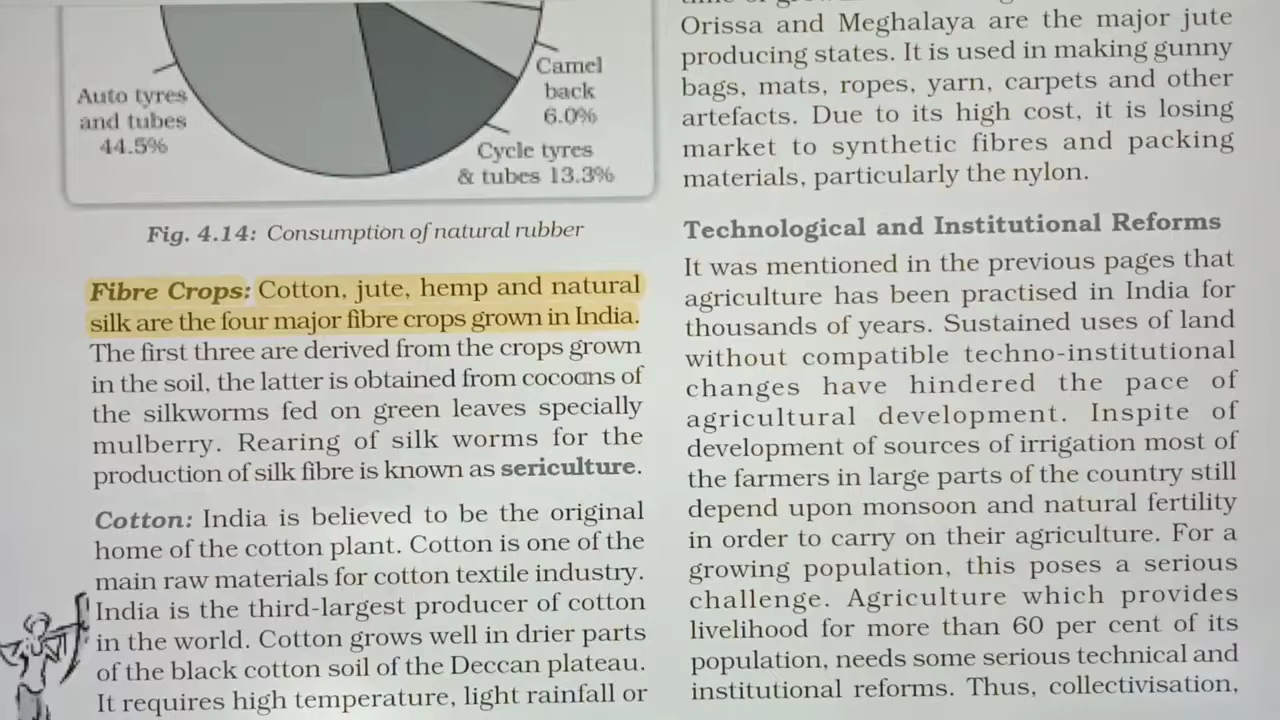 Auto tyres
and tubes
44.5%
Camel
back
6.0%
Cycle tyres
& tubes 13.3%
Fig. 4.14: Consumption of natural rubber
Fibre Crops: Cotton, jute, hemp and natural
silk are the four major fibre crops grown in India.
The first three are derived from the crops grown
in the soil, the latter is obtained from cocoons of
the silkworms fed on green leaves specially
mulberry. Rearing of silk worms for the
production of silk fibre is known as sericulture.
Cotton: India is believed to be the original
home of the cotton plant. Cotton is one of the
main raw materials for cotton textile industry.
India is the third-largest producer of cotton
in the world. Cotton grows well in drier parts
of the black cotton soil of the Deccan plateau.
It requires high temperature, light rainfall or
Orissa and Meghalaya are the major jute
producing states. It is used in making gunny
bags, mats, ropes, yarn, carpets and other
artefacts. Due to its high cost, it is losing
market to synthetic fibres and packing
materials, particularly the nylon.
Technological and Institutional Reforms
It was mentioned in the previous pages that
agriculture has been practised in India for
thousands of years. Sustained uses of land
without compatible techno-institutional
changes have hindered the pace of
agricultural development. Inspite of
development of sources of irrigation most of
the farmers in large parts of the country still
depend upon monsoon and natural fertility
in order to carry on their agriculture. For a
growing population, this poses a serious
challenge. Agriculture which provides
livelihood for more than 60 per cent of its
population, needs some serious technical and
institutional reforms. Thus, collectivisation,